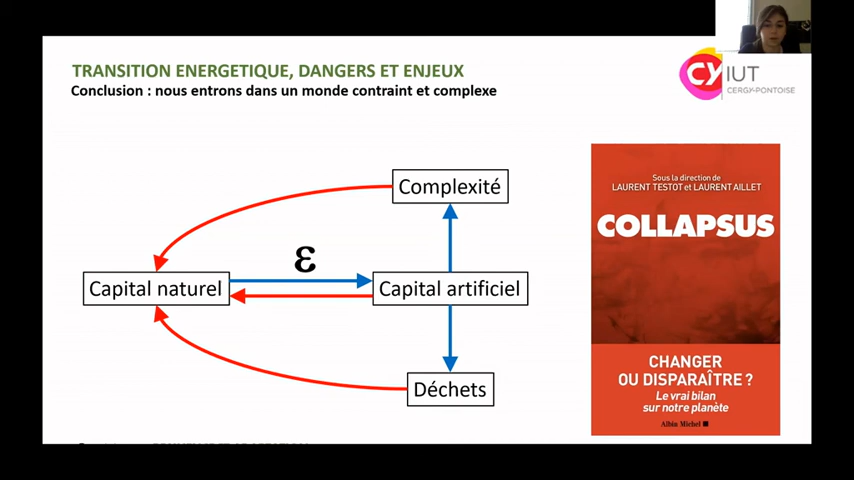 TRANSITION ENERGETIQUE, DANGERS ET ENJEUX
Conclusion : nous entrons dans un monde contraint et complexe
CY IUT
CERGY-PONTOISE
Complexité
ε
Capital naturel
Capital artificiel
Déchets
Sous la direction de
LAURENT TESTOT et LAURENT AILLET
COLLAPSUS
CHANGER
OU DISPARAÎTRE ?
Le vrai bilan
sur notre planète
Albin Michel